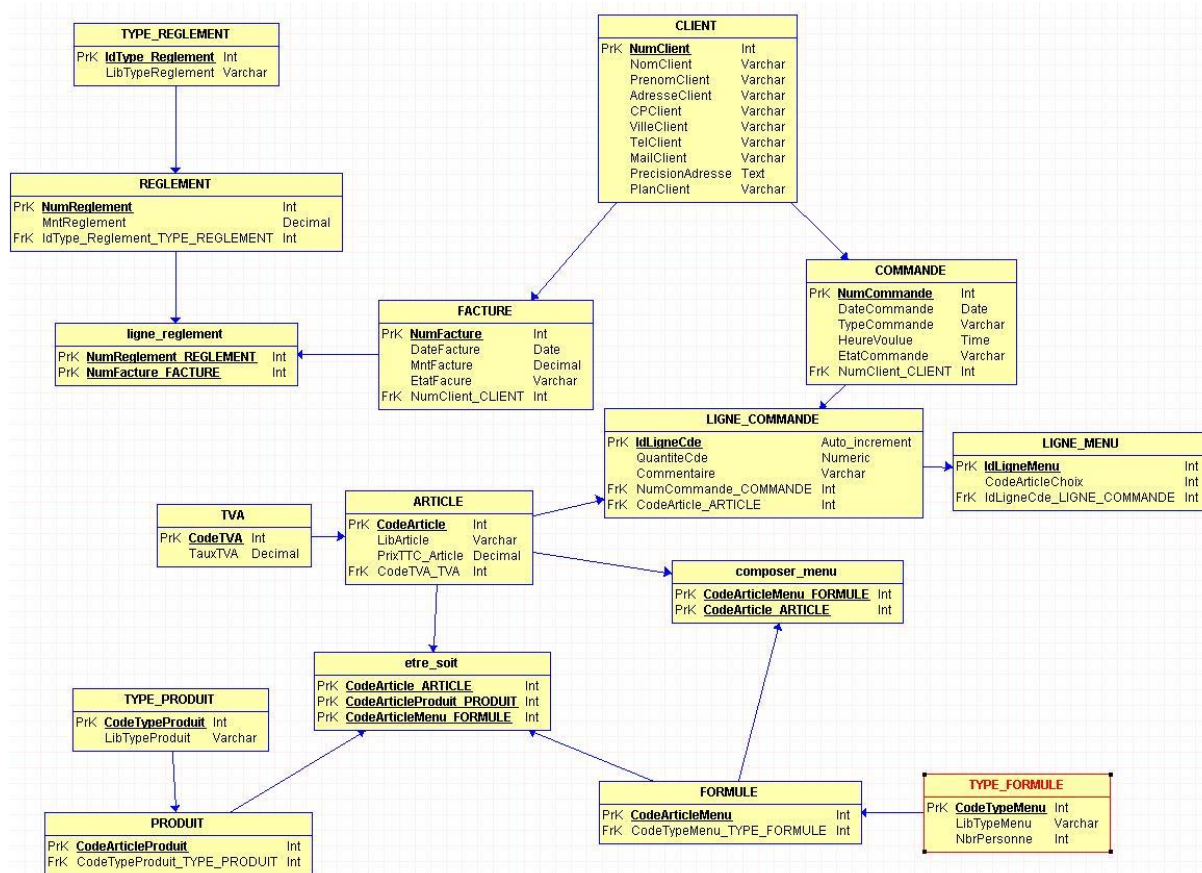 TYPE_REGLEMENT
PrK IdType_Reglement Int
LibTypeReglement Varchar
CLIENT
PrK NumClient Int
NomClient Varchar
PrenomClient Varchar
AdresseClient Varchar
CPClient Varchar
VilleClient Varchar
TelClient Varchar
MailClient Varchar
PrecisionAdresse Text
PlanClient Varchar
REGLEMENT
PrK NumReglement Int
MntReglement Decimal
FrK IdType_Reglement_TYPE_REGLEMENT Int
COMMANDE
PrK NumCommande Int
DateCommande Date
TypeCommande Varchar
HeureVoulue Time
EtatCommande Varchar
FrK NumClient_CLIENT Int
FACTURE
PrK NumFacture Int
DateFacture Date
MntFacture Decimal
EtatFacure Varchar
FrK NumClient_CLIENT Int
ligne_reglement
PrK NumReglement_REGLEMENT Int
PrK NumFacture_FACTURE Int
LIGNE_COMMANDE
PrK IdLigneCde Auto_increment
QuantiteCde Numeric
Commentaire Varchar
FrK NumCommande_COMMANDE Int
FrK CodeArticle_ARTICLE Int
LIGNE_MENU
PrK IdLigneMenu Int
CodeArticleChoix Int
FrK IdLigneCde_LIGNE_COMMANDE Int
ARTICLE
PrK CodeArticle Int
LibArticle Varchar
PrixTTC_Article Decimal
FrK CodeTVA_TVA Int
TVA
PrK CodeTVA Int
TauxTVA Decimal
composer_menu
PrK CodeArticleMenu_FORMULE Int
PrK CodeArticle_ARTICLE Int
etre_soit
PrK CodeArticle_ARTICLE Int
PrK CodeArticleProduit_PRODUIT Int
PrK CodeArticleMenu_FORMULE Int
TYPE_PRODUIT
PrK CodeTypeProduit Int
LibTypeProduit Varchar
FORMULE
PrK CodeArticleMenu Int
FrK CodeTypeMenu_TYPE_FORMULE Int
TYPE_FORMULE
PrK CodeTypeMenu Int
LibTypeMenu Varchar
NbrPersonne Int
PRODUIT
PrK CodeArticleProduit Int
FrK CodeTypeProduit_TYPE_PRODUIT Int